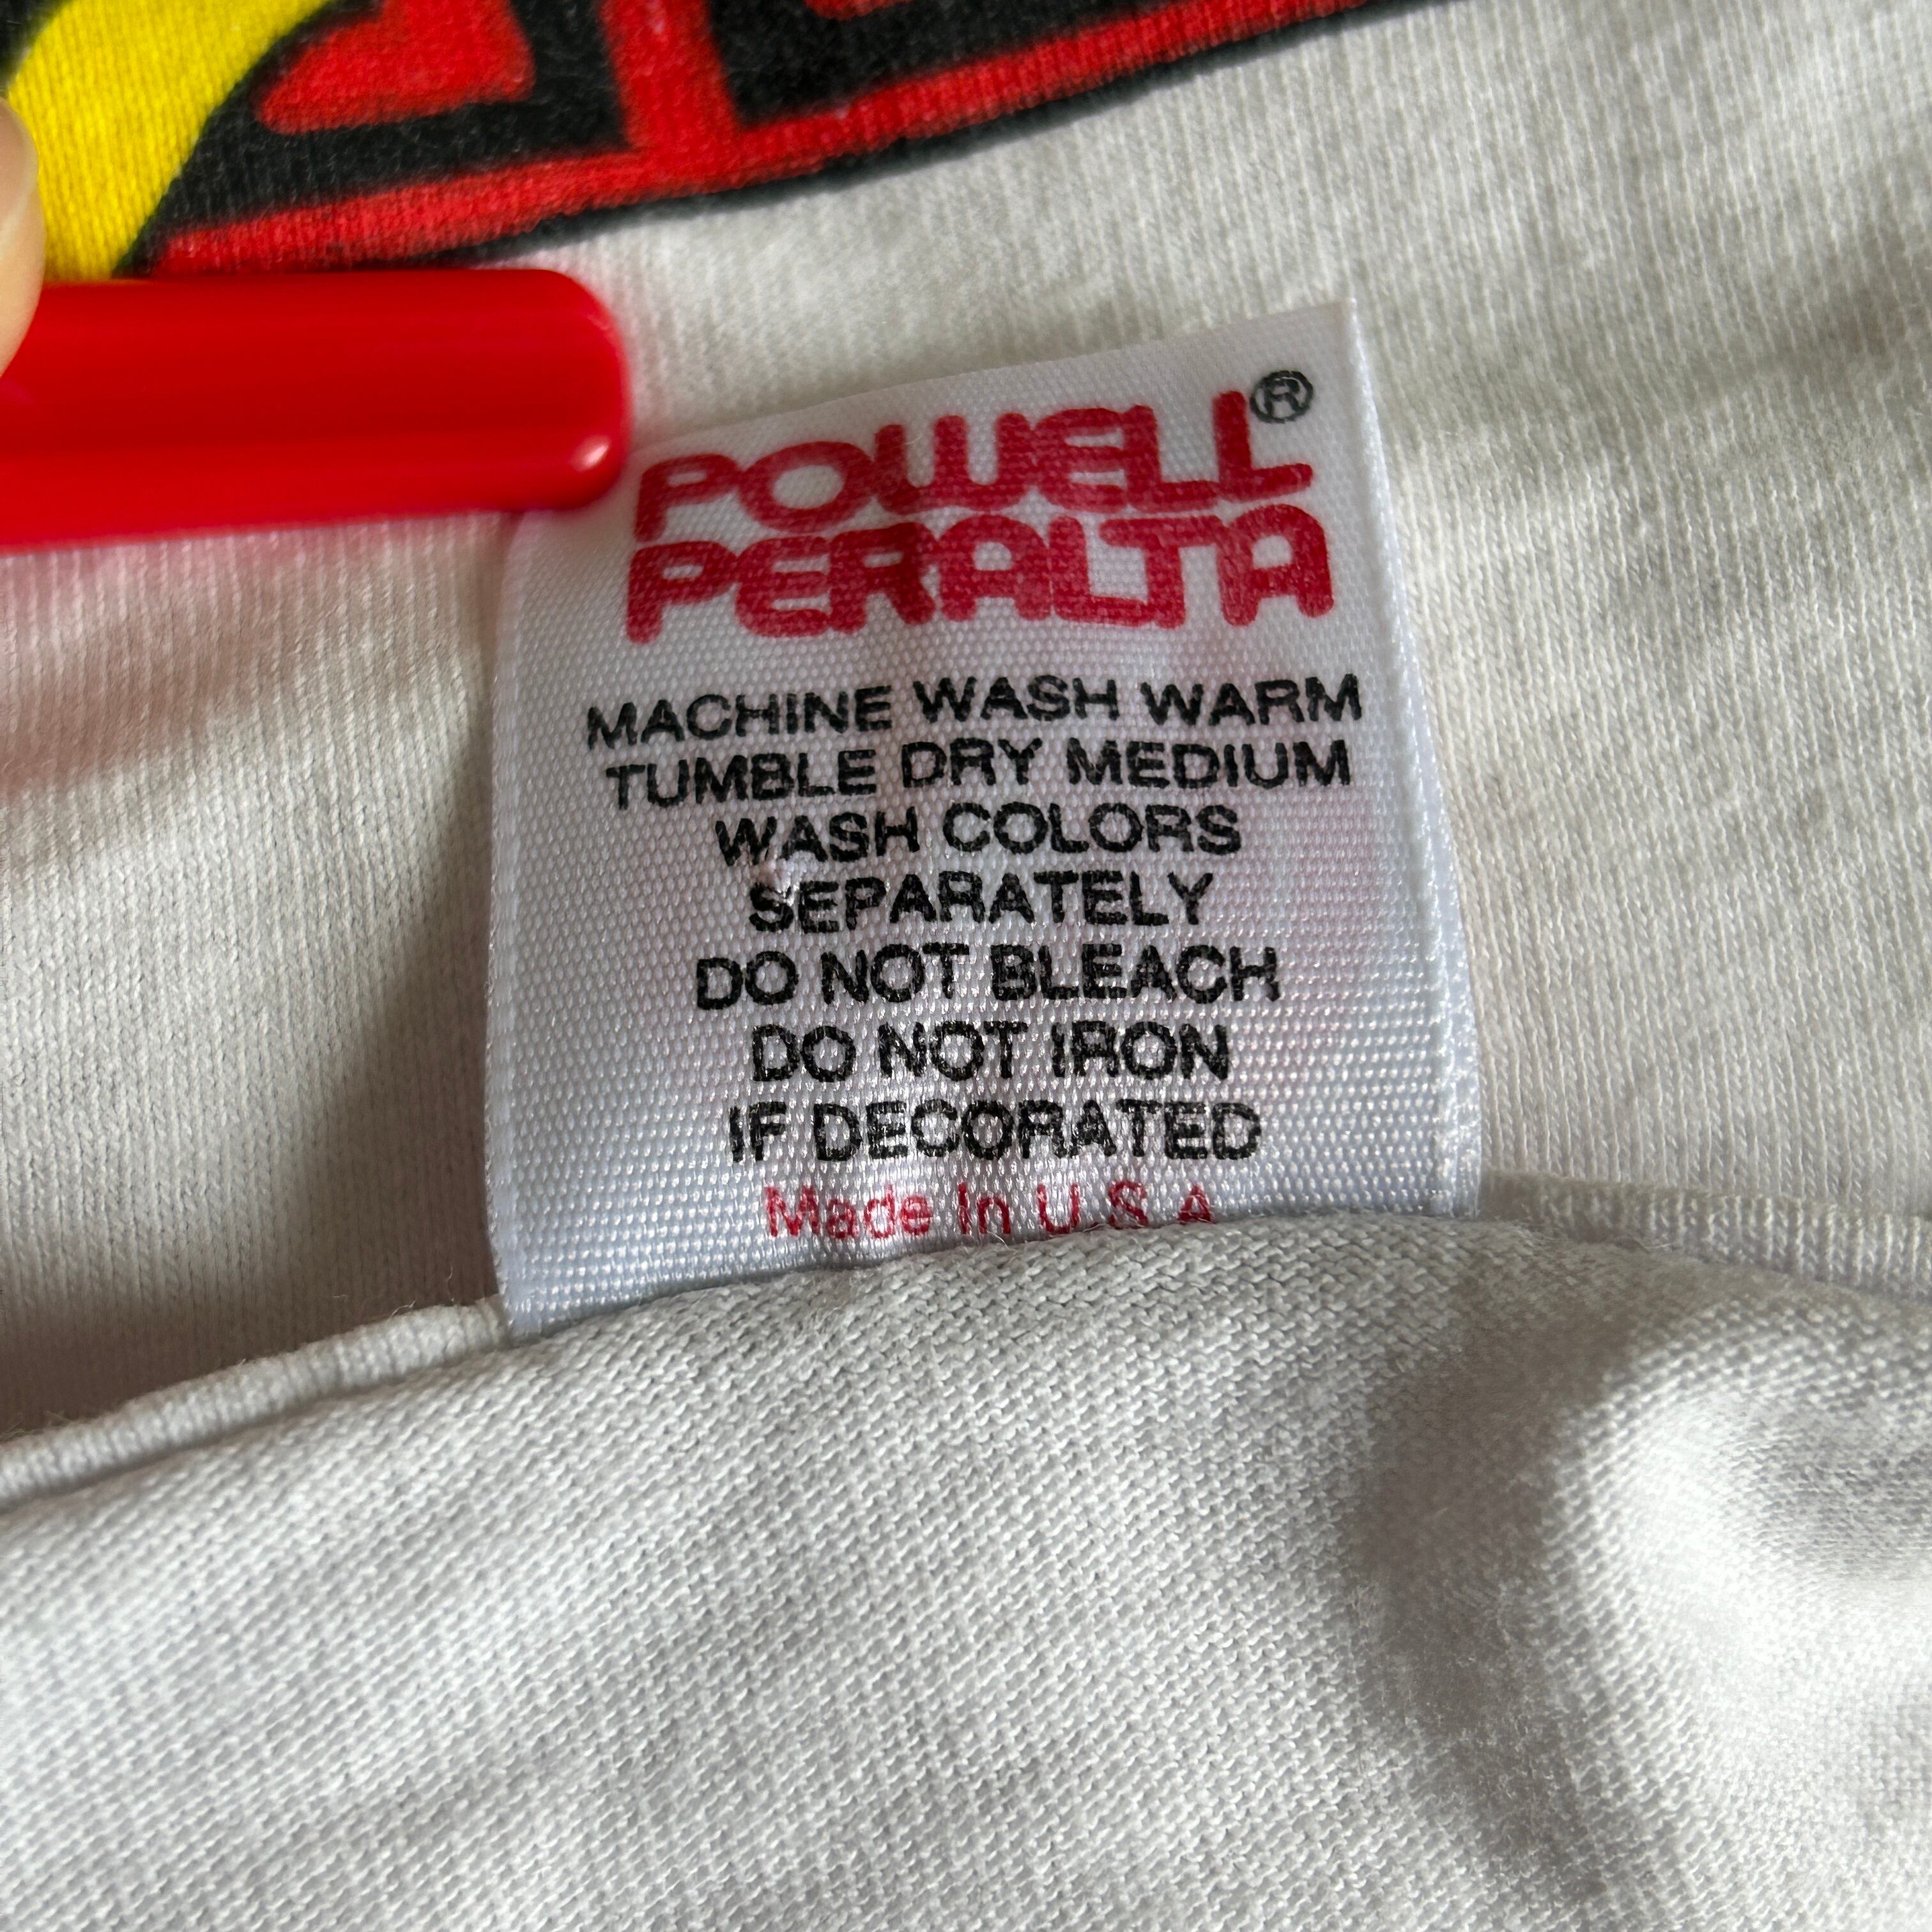 POWELL®
PERALTA
MACHINE WASH WARM
TUMBLE DRY MEDIUM
WASH COLORS
SEPARATELY
DO NOT BLEACH
DO NOT IRON
IF DECORATED
Made In U.S.A.